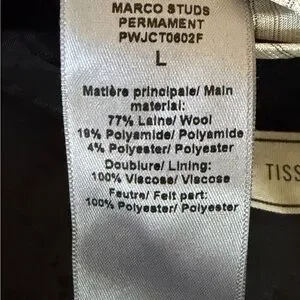 MARCO STUDS
PERMAMENT
PWJCT0602F
L
Matière principale/ Main
material:
77% Laine/ Wool
19% Polyamide/ Polyamide
4% Polyester/ Polyester
Doublure/ Lining:
100% Viscose/ Viscose
Feutre/ Felt part:
100% Polyester/ Polyester
TISS